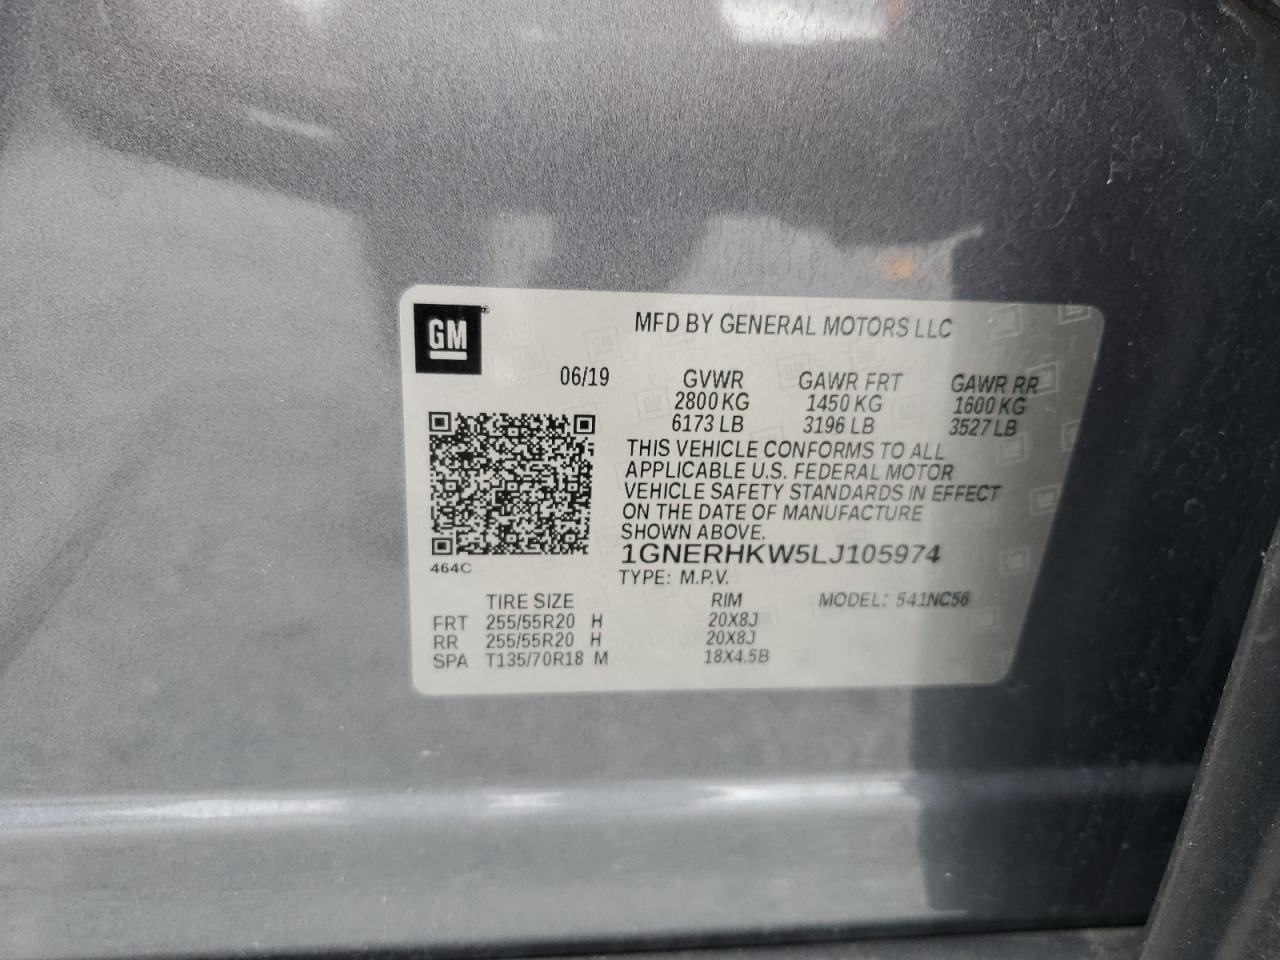 GM ®
MFD BY GENERAL MOTORS LLC
06/19 GVWR GAWR FRT GAWR RR
2800 KG 1450 KG 1600 KG
6173 LB 3196 LB 3527 LB
THIS VEHICLE CONFORMS TO ALL
APPLICABLE U.S. FEDERAL MOTOR
VEHICLE SAFETY STANDARDS IN EFFECT
ON THE DATE OF MANUFACTURE
SHOWN ABOVE.
1GNERHKW5LJ105974
464C
TYPE: M.P.V.
TIRE SIZE RIM MODEL: 541NC56
FRT 255/55R20 H 20X8J
RR 255/55R20 H 20X8J
SPA T135/70R18 M 18X4.5B